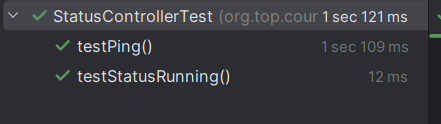 StatusControllerTest (org.top.cour 1 sec 121 ms
testPing() 1 sec 109 ms
testStatusRunning() 12 ms